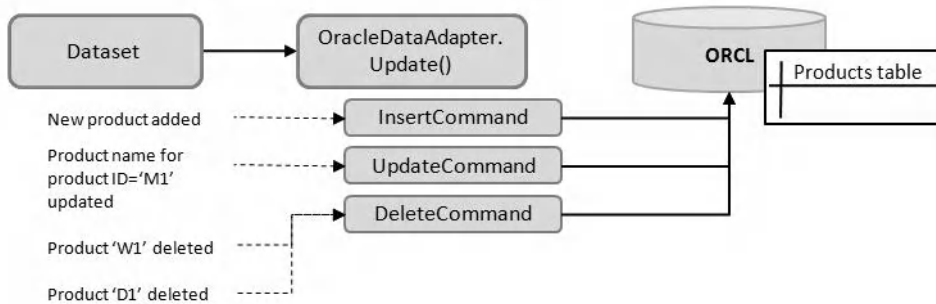 Dataset
OracleDataAdapter.
Update()
ORCL
Products table
New product added
InsertCommand
Product name for
product ID=‘M1’
updated
UpdateCommand
DeleteCommand
Product ‘W1’ deleted
Product ‘D1’ deleted